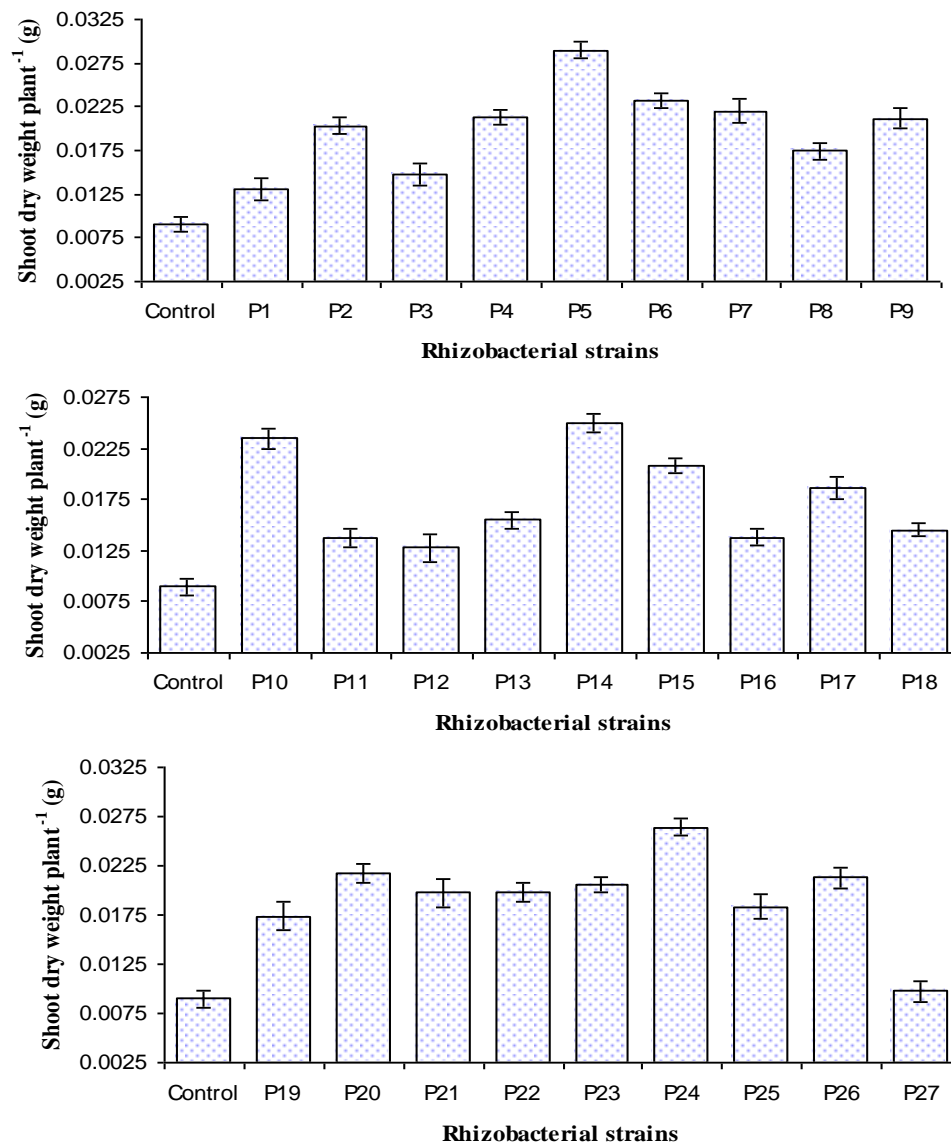 Shoot dry weight plant⁻¹ (g)
0.0325
0.0275
0.0225
0.0175
0.0125
0.0075
0.0025
Control P1 P2 P3 P4 P5 P6 P7 P8 P9
Rhizobacterial strains
Shoot dry weight plant⁻¹ (g)
0.0275
0.0225
0.0175
0.0125
0.0075
0.0025
Control P10 P11 P12 P13 P14 P15 P16 P17 P18
Rhizobacterial strains
Shoot dry weight plant⁻¹ (g)
0.0325
0.0275
0.0225
0.0175
0.0125
0.0075
0.0025
Control P19 P20 P21 P22 P23 P24 P25 P26 P27
Rhizobacterial strains